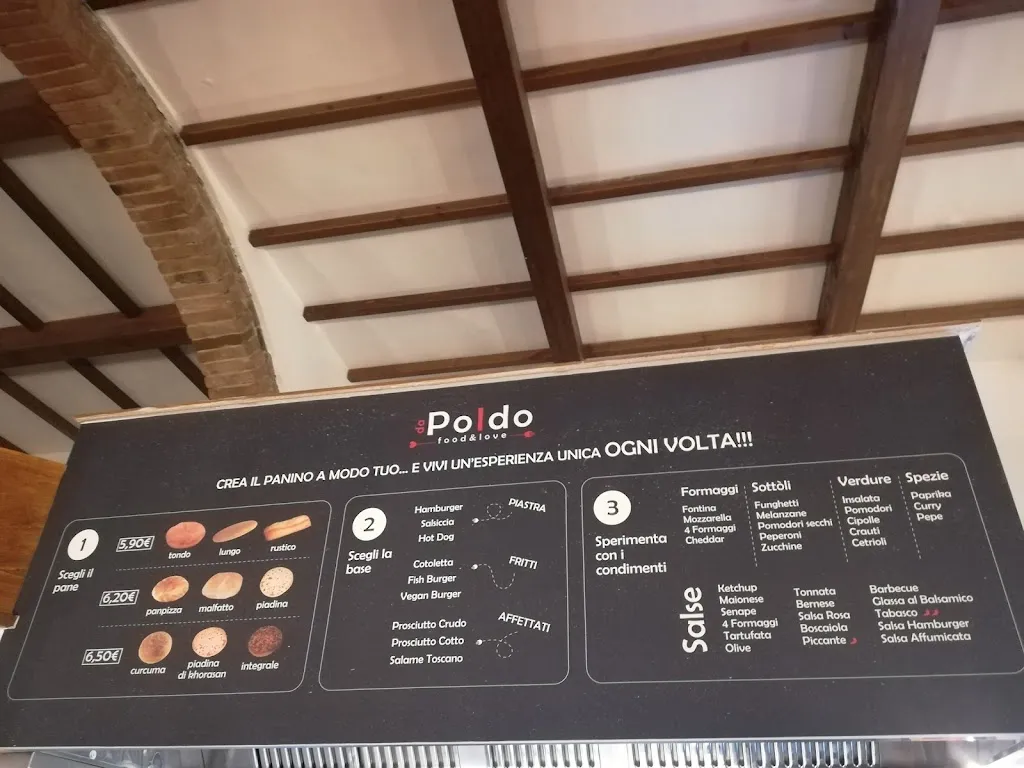 da Poldo
food&love
CREA IL PANINO A MODO TUO... E VIVI UN'ESPERIENZA UNICA OGNI VOLTA!!!
1
Scegli il
pane
5,90€
tondo lungo rustico
6,20€
panpizza malfatto piadina
6,50€
curcuma piadina di khorasan integrale
2
Scegli la
base
Hamburger
Salsiccia
Hot Dog
PIASTRA
Cotoletta
Fish Burger
Vegan Burger
FRITTI
Prosciutto Crudo
Prosciutto Cotto
Salame Toscano
AFFETTATI
3
Sperimenta
con i
condimenti
Formaggi
Fontina
Mozzarella
4 Formaggi
Cheddar
Sottòli
Funghetti
Melanzane
Pomodori secchi
Peperoni
Zucchine
Verdure
Insalata
Pomodori
Cipolle
Crauti
Cetrioli
Spezie
Paprika
Curry
Pepe
Salse
Ketchup
Maionese
Senape
4 Formaggi
Tartufata
Olive
Tonnata
Bernese
Salsa Rosa
Boscaiola
Piccante
Barbecue
Glassa al Balsamico
Tabasco
Salsa Hamburger
Salsa Affumicata